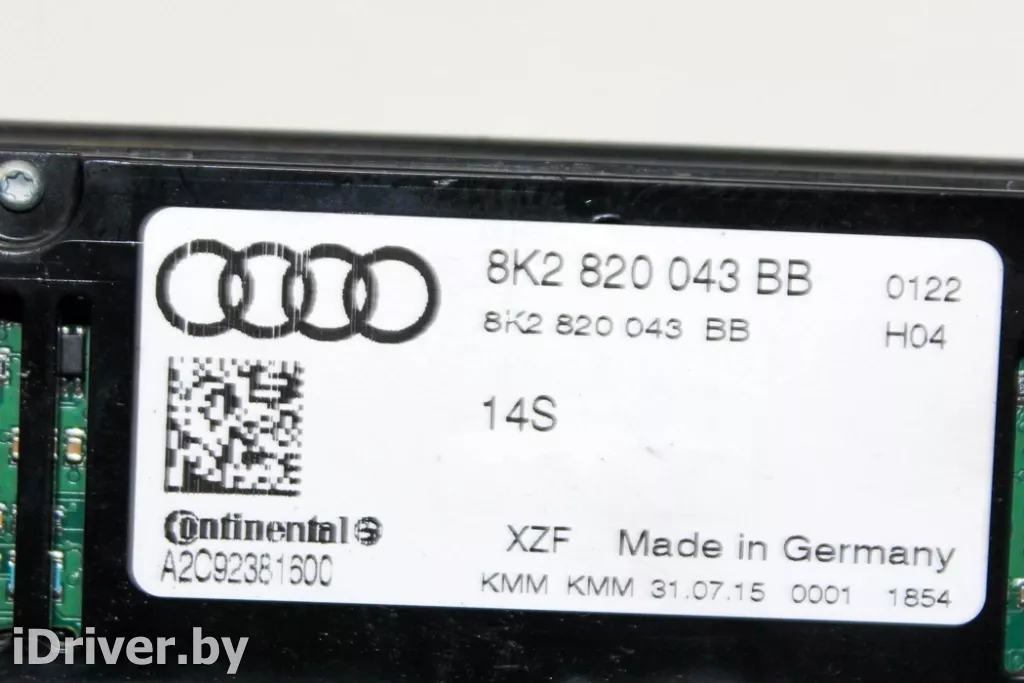 8K2 820 043 BB 0122
8K2 820 043 BB H04
14S
Continental
A2C92381600
XZF Made in Germany
KMM KMM 31.07.15 0001 1854
iDriver.by